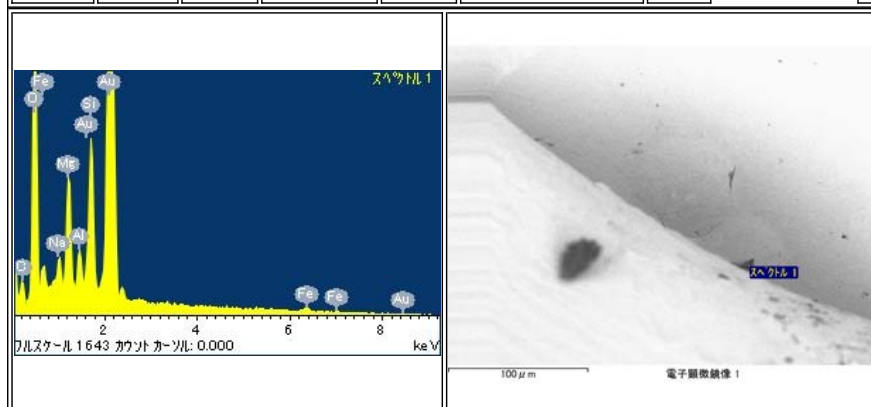 スペクトル 1
Fe
Au
O
Si
Au
Mg
Al
Na
C
Fe
Fe
Au
2
4
6
8
フルスケール 1643 カウント カーソル: 0.000
keV
スペクトル 1
100μm
電子顕微鏡像 1